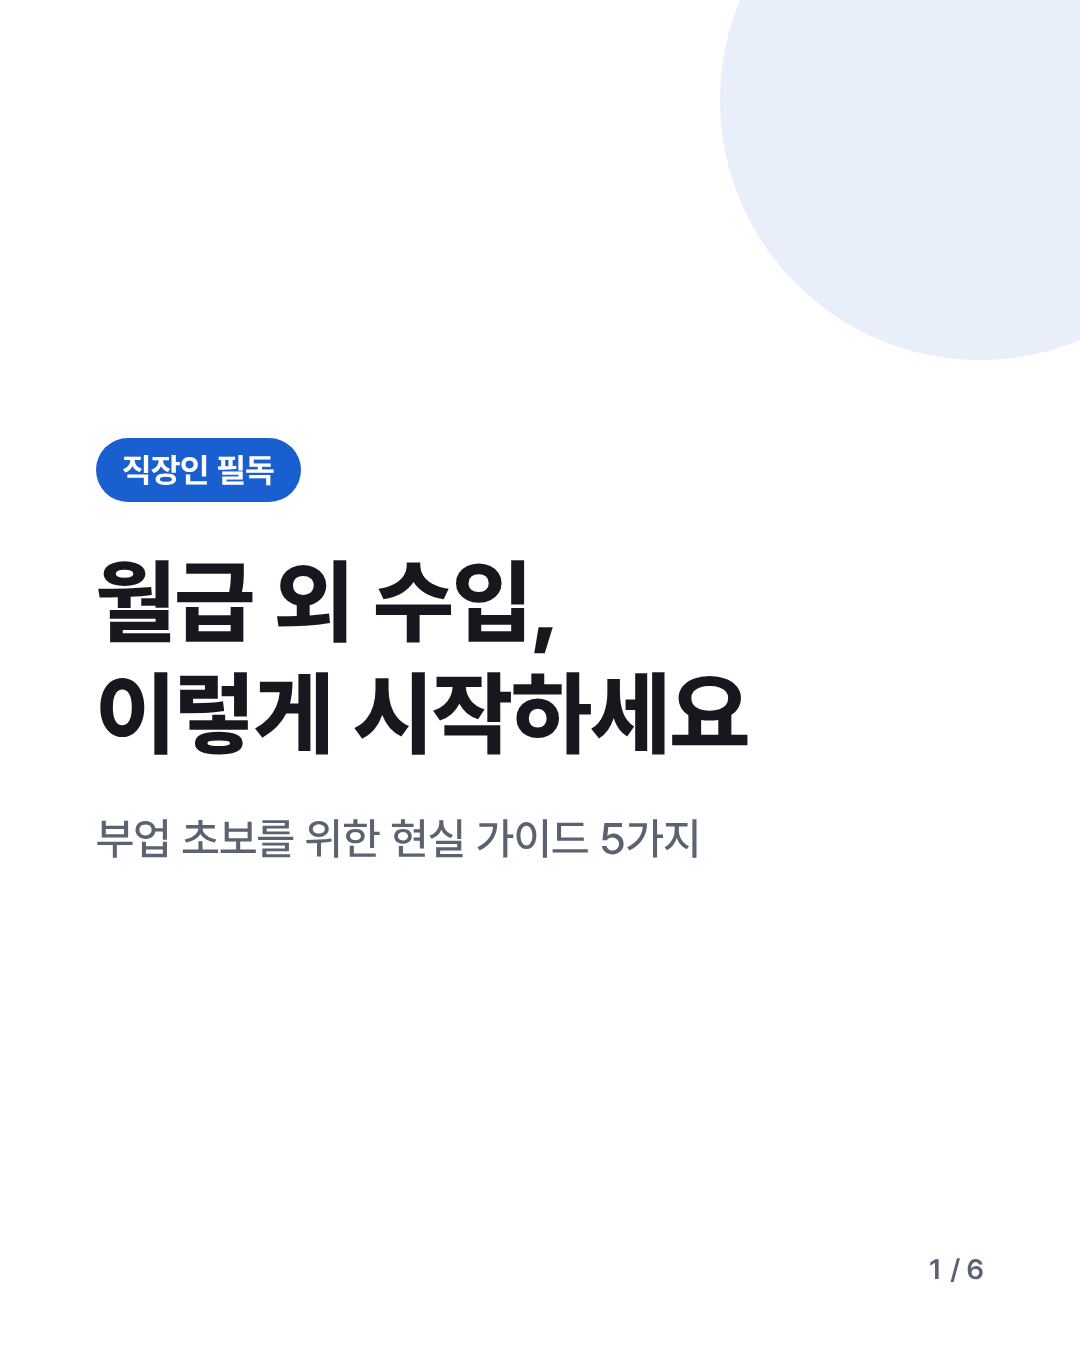 직장인 필독
월급 외 수입,
이렇게 시작하세요
부업 초보를 위한 현실 가이드 5가지
1 / 6